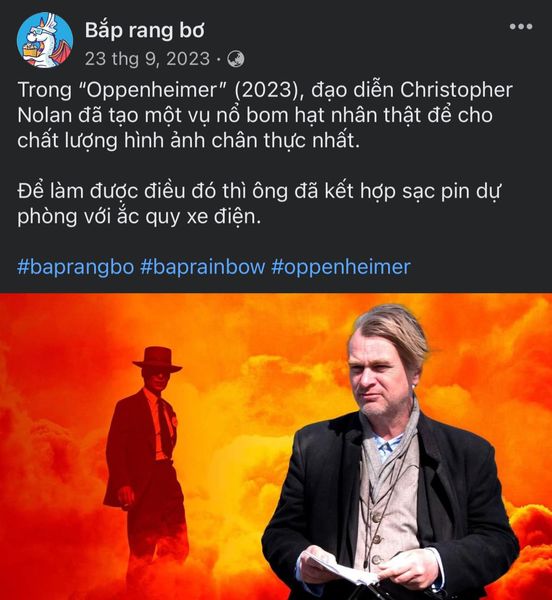 Bắp rang bơ
23 thg 9, 2023 ·
Trong “Oppenheimer” (2023), đạo diễn Christopher
Nolan đã tạo một vụ nổ bom hạt nhân thật để cho
chất lượng hình ảnh chân thực nhất.
Để làm được điều đó thì ông đã kết hợp sạc pin dự
phòng với ắc quy xe điện.
#baprangbo #baprainbow #oppenheimer